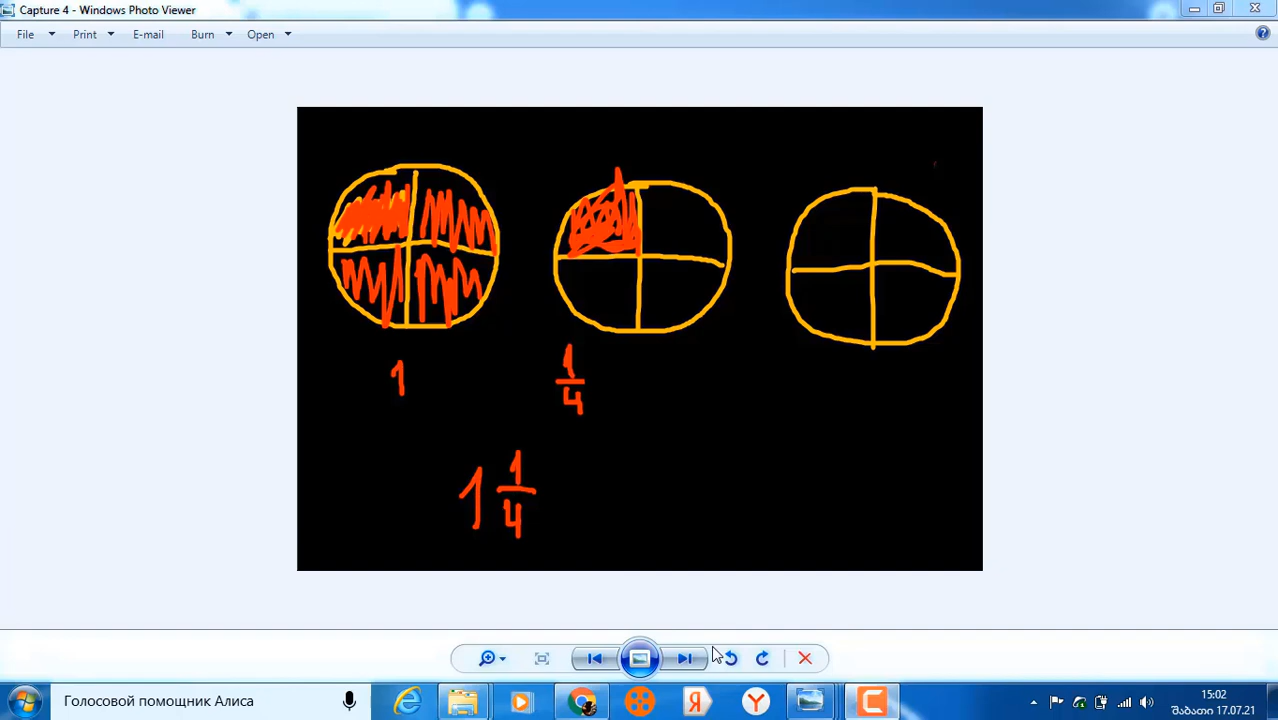 Capture 4 - Windows Photo Viewer
File Print E-mail Burn Open
1
1/4
1 1/4
Голосовой помощник Алиса
Я
Y
15:02
შაბათი 17.07.21